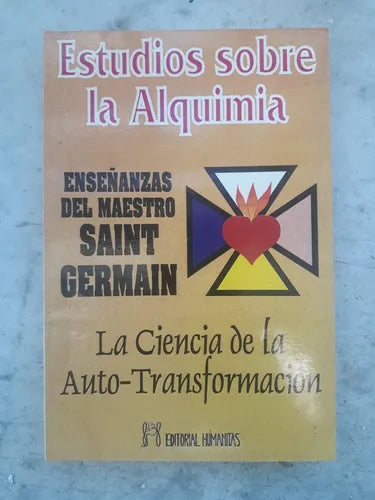 Estudios sobre
la Alquimia
ENSEÑANZAS
DEL MAESTRO
SAINT
GERMAIN
La Ciencia de la
Auto-Transformación
EDITORIAL HUMANITAS